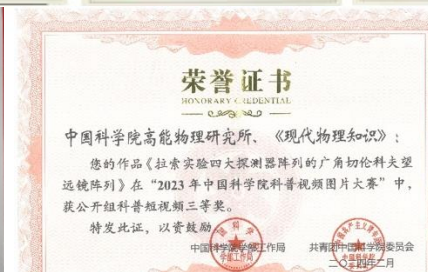 荣誉证书
HONORARY CREDENTIAL
中国科学院高能物理研究所、《现代物理知识》：
您的作品《拉索实验四大探测器阵列的广角切伦科夫望
远镜阵列》在“2023年中国科学院科普视频图片大赛”中，
获公开组科普短视频三等奖。
特发此证，以资鼓励
中国科学院学部工作局 共青团中国科学院委员会
二〇二四年二月